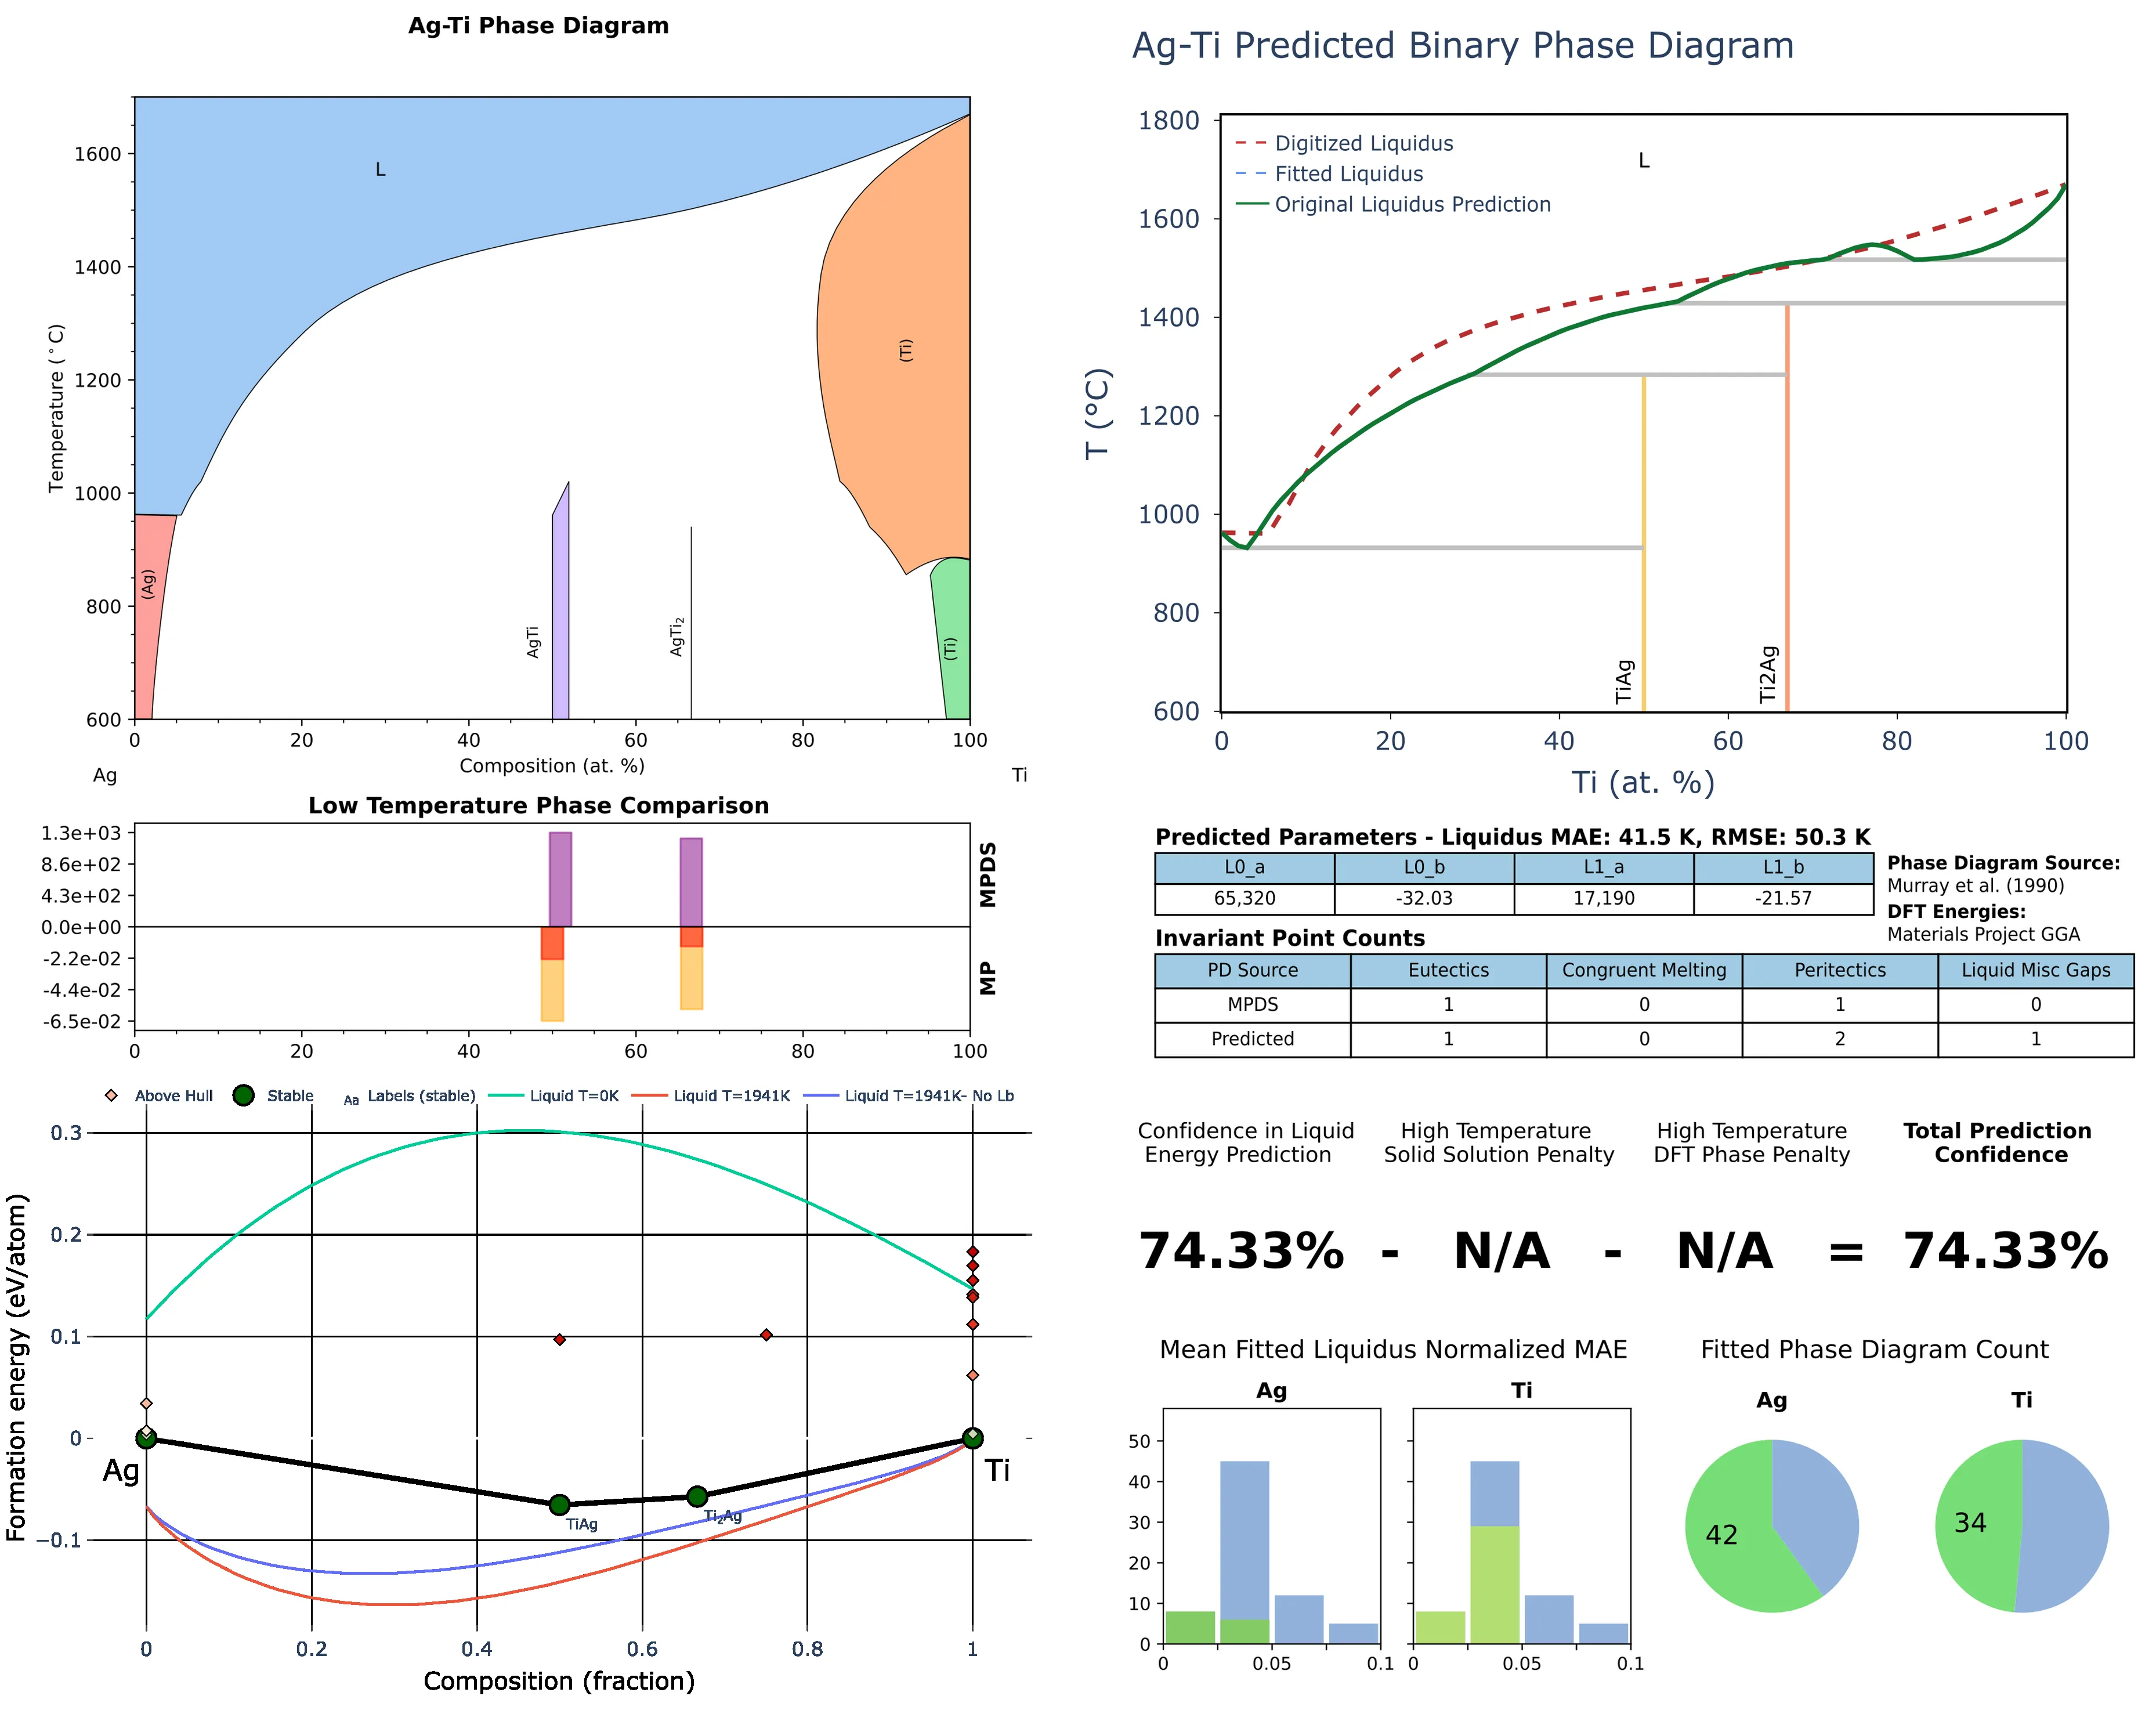 Ag-Ti Phase Diagram
Temperature (°C)
1600
1400
1200
1000
800
600
L
(Ag)
AgTi
AgTi2
(Ti)
(Ti)
0 20 40 60 80 100
Composition (at. %)
Ag Ti
Ag-Ti Predicted Binary Phase Diagram
T (°C)
1800
1600
1400
1200
1000
800
600
Digitized Liquidus
Fitted Liquidus
Original Liquidus Prediction
L
TiAg
Ti2Ag
0 20 40 60 80 100
Ti (at. %)
Low Temperature Phase Comparison
1.3e+03
8.6e+02
4.3e+02
0.0e+00
-2.2e-02
-4.4e-02
-6.5e-02
MPDS
MP
0 20 40 60 80 100
Predicted Parameters - Liquidus MAE: 41.5 K, RMSE: 50.3 K
L0_a L0_b L1_a L1_b
65,320 -32.03 17,190 -21.57
Phase Diagram Source:
Murray et al. (1990)
DFT Energies:
Materials Project GGA
Invariant Point Counts
PD Source Eutectics Congruent Melting Peritectics Liquid Misc Gaps
MPDS 1 0 1 0
Predicted 1 0 2 1
Above Hull Stable Aa Labels (stable) Liquid T=0K Liquid T=1941K Liquid T=1941K- No Lb
Formation energy (eV/atom)
0.3
0.2
0.1
0
−0.1
Ag
TiAg
Ti2Ag
Ti
0 0.2 0.4 0.6 0.8 1
Composition (fraction)
Confidence in Liquid
Energy Prediction
High Temperature
Solid Solution Penalty
High Temperature
DFT Phase Penalty
Total Prediction
Confidence
74.33% - N/A - N/A = 74.33%
Mean Fitted Liquidus Normalized MAE
Ag Ti
50
40
30
20
10
0
0 0.05 0.1 0 0.05 0.1
Fitted Phase Diagram Count
Ag Ti
42 34